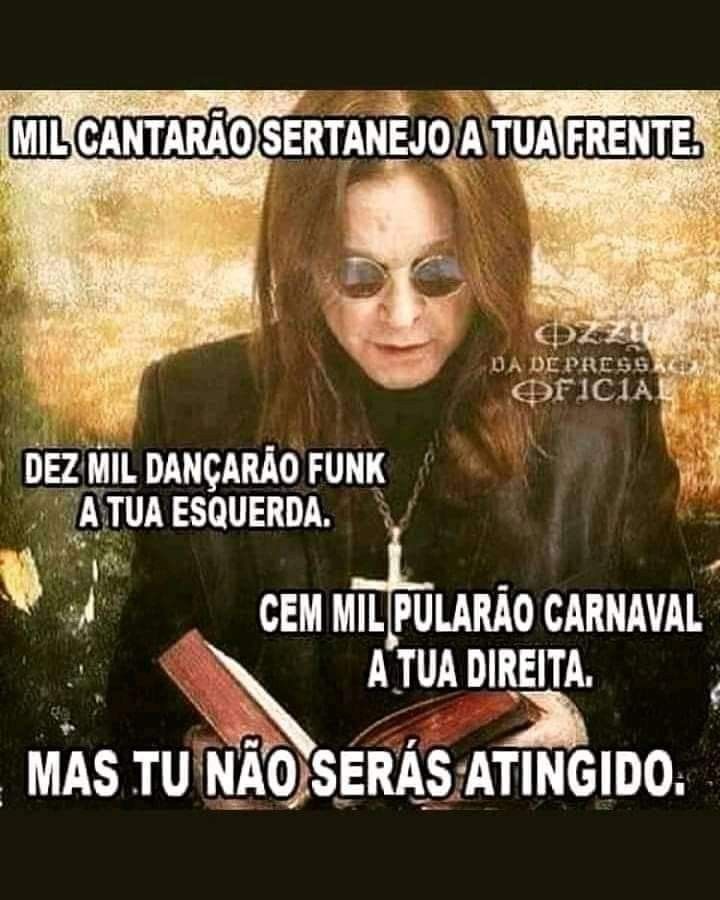 MIL CANTARÃO SERTANEJO A TUA FRENTE.
OZZY
DA DEPRESSÃO
OFICIAL
DEZ MIL DANÇARÃO FUNK
A TUA ESQUERDA.
CEM MIL PULARÃO CARNAVAL
A TUA DIREITA.
MAS TU NÃO SERÁS ATINGIDO.